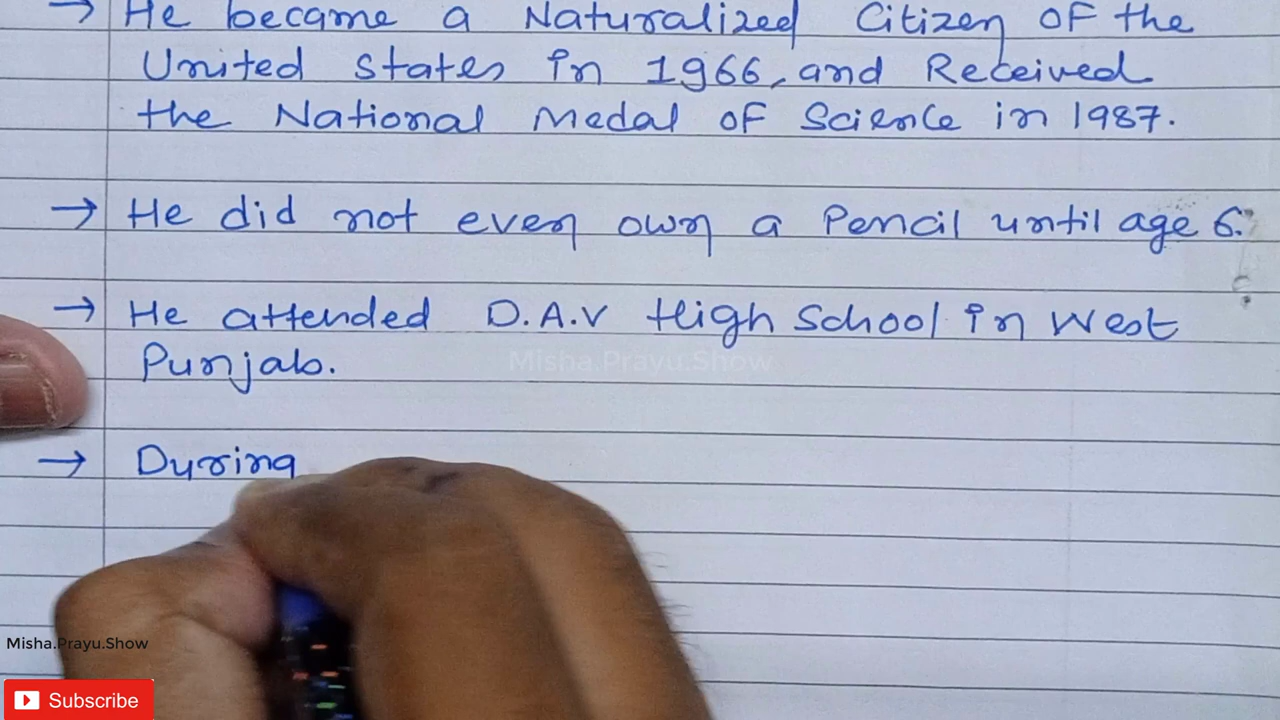 → He became a Naturalized Citizen OF the
United States in 1966, and Received
the National Medal OF Science in 1987.
→ He did not even own a Pencil until age 6.
→ He attended D.A.V High School in West
Punjab.
Misha.Prayu.Show
→ During
Misha.Prayu.Show
Subscribe